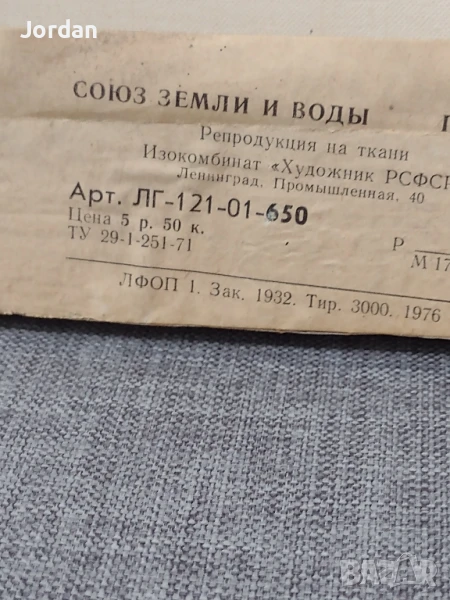 Jordan
СОЮЗ ЗЕМЛИ И ВОДЫ
Репродукция на ткани
Изокомбинат «Художник РСФСР
Ленинград, Промышленная, 40
Арт. ЛГ-121-01-650
Цена 5 р. 50 к.
ТУ 29-1-251-71
Р
М 17
ЛФОП 1. Зак. 1932. Тир. 3000. 1976